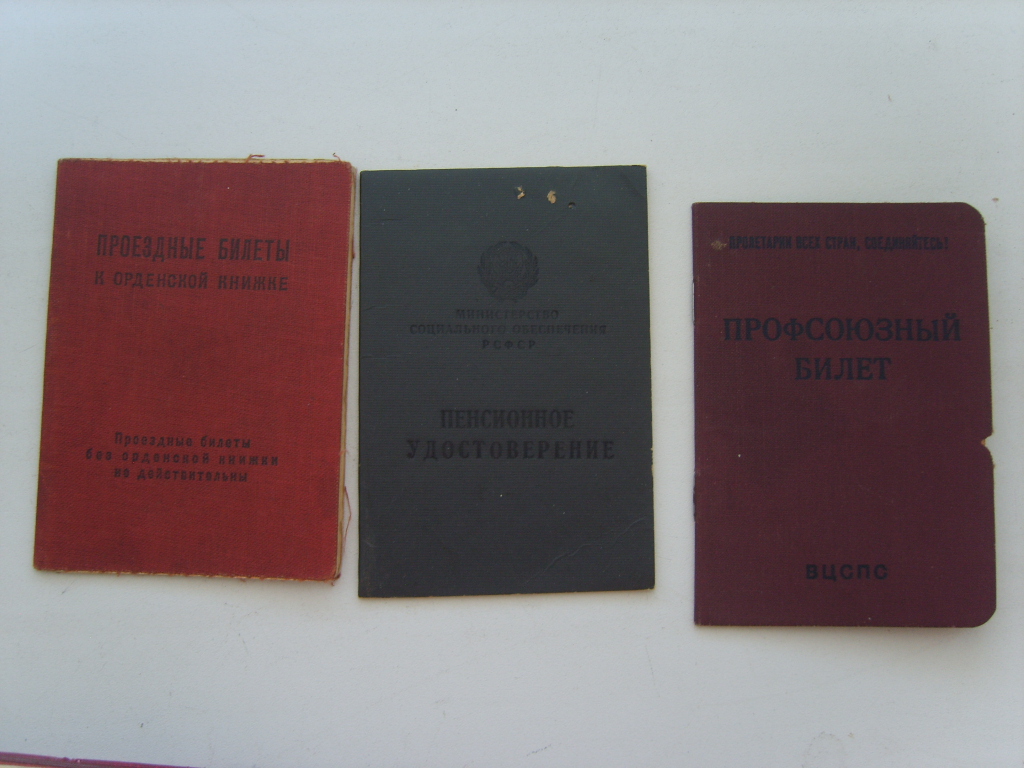 ПРОЕЗДНЫЕ БИЛЕТЫ
К ОРДЕНСКОЙ КНИЖКЕ
Проездные билеты
без орденской книжки
не действительны
МИНИСТЕРСТВО
СОЦИАЛЬНОГО ОБЕСПЕЧЕНИЯ
РСФСР
ПЕНСИОННОЕ
УДОСТОВЕРЕНИЕ
ПРОЛЕТАРИИ ВСЕХ СТРАН, СОЕДИНЯЙТЕСЬ!
ПРОФСОЮЗНЫЙ
БИЛЕТ
ВЦСПС